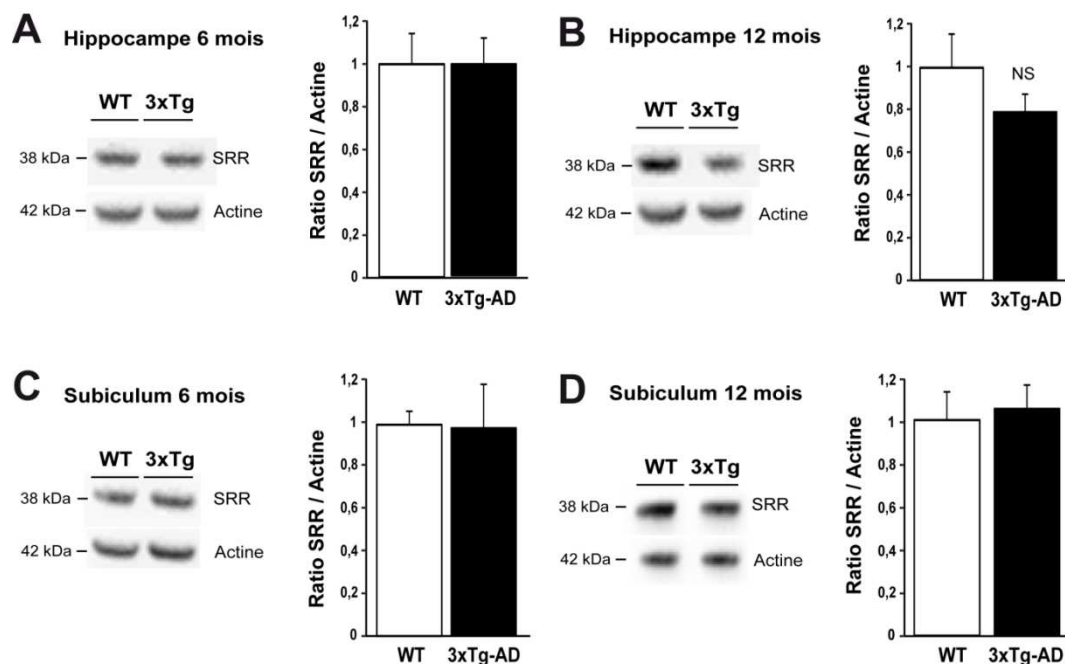 A Hippocampe 6 mois
WT 3xTg
38 kDa SRR
42 kDa Actine
Ratio SRR / Actine
1,2
1
0,8
0,6
0,4
0,2
0
WT 3xTg-AD
B Hippocampe 12 mois
WT 3xTg
38 kDa SRR
42 kDa Actine
Ratio SRR / Actine
1,2
1
0,8
0,6
0,4
0,2
0
NS
WT 3xTg-AD
C Subiculum 6 mois
WT 3xTg
38 kDa SRR
42 kDa Actine
Ratio SRR / Actine
1,2
1
0,8
0,6
0,4
0,2
0
WT 3xTg-AD
D Subiculum 12 mois
WT 3xTg
38 kDa SRR
42 kDa Actine
Ratio SRR / Actine
1,2
1
0,8
0,6
0,4
0,2
0
WT 3xTg-AD